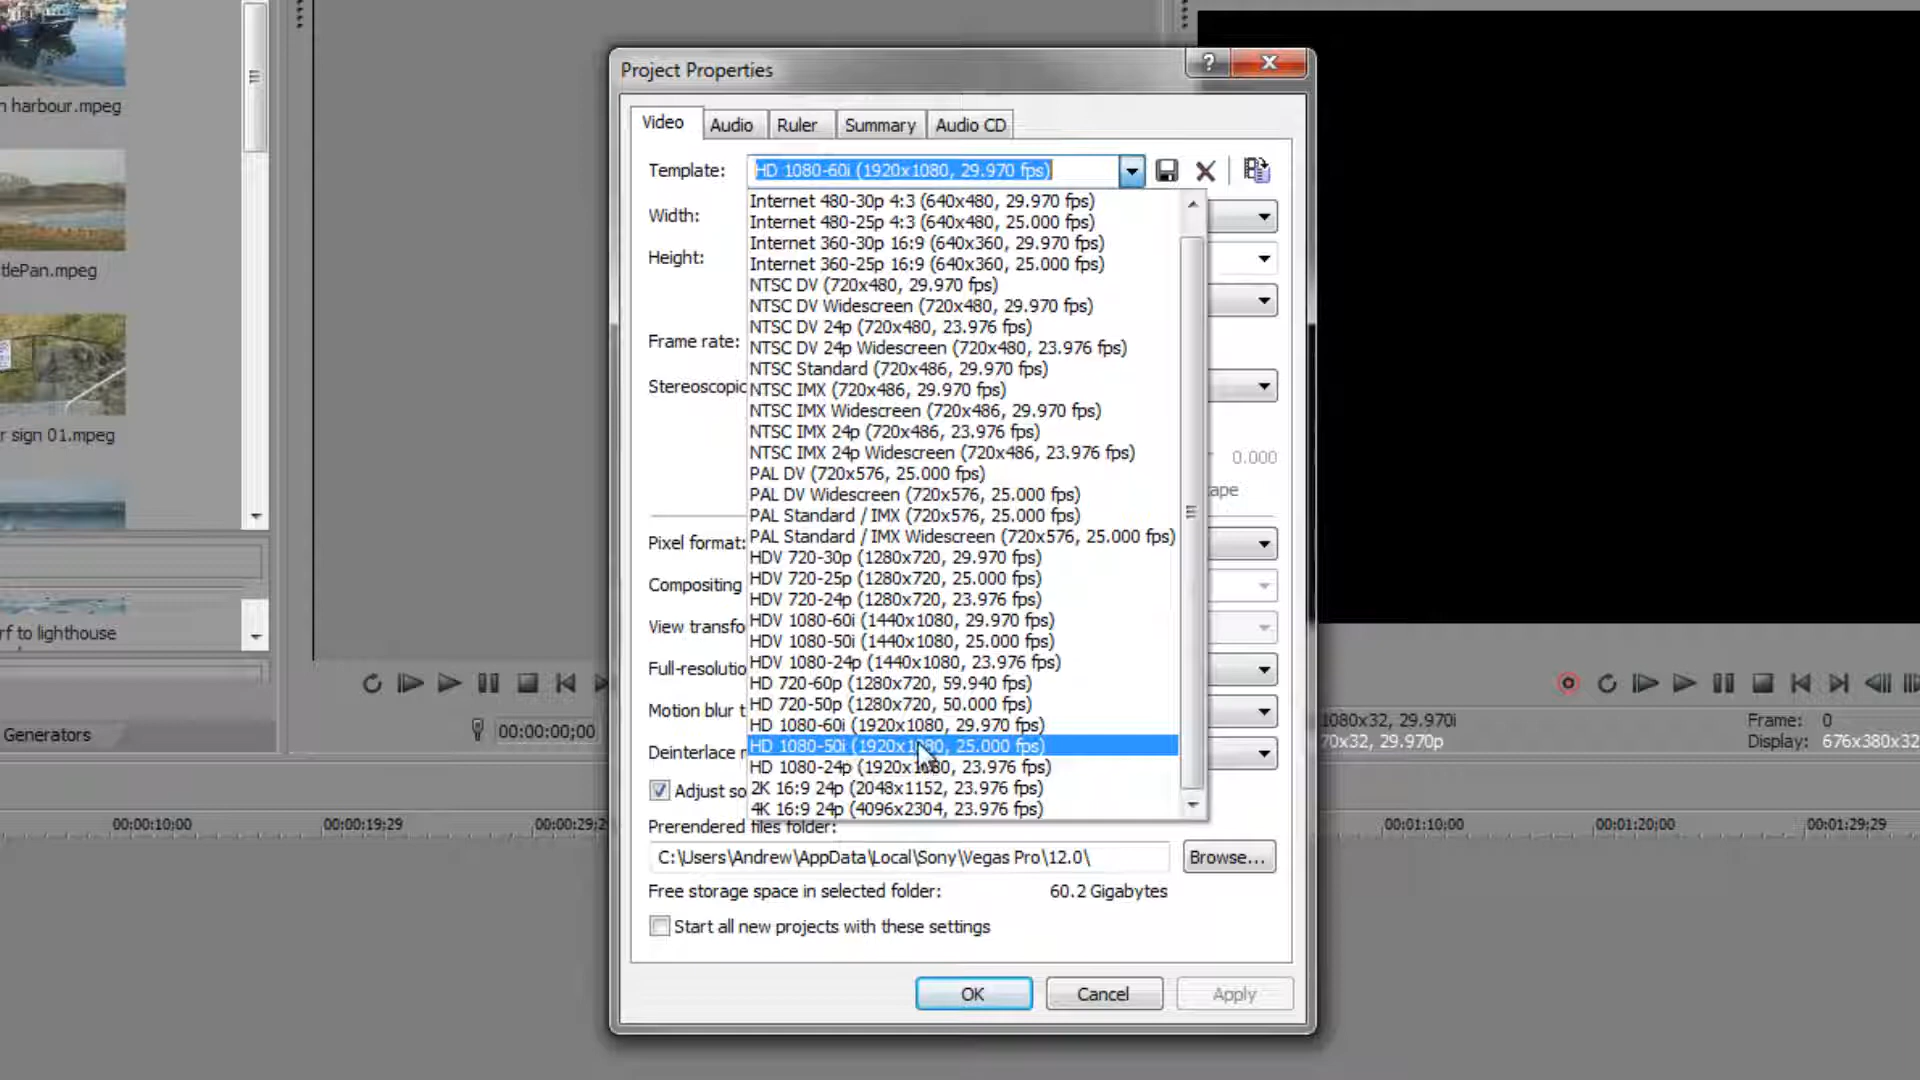 n harbour.mpeg
tlePan.mpeg
r sign 01.mpeg
rf to lighthouse
Generators
00:00:00;00
Project Properties
?
Video
Audio
Ruler
Summary
Audio CD
Template:
HD 1080-60i (1920x1080, 29.970 fps)
Width:
Height:
Frame rate:
Stereoscopic
0.000
ape
Pixel format:
Compositing
View transfo
Full-resolutio
Motion blur t
Deinterlace m
Internet 480-30p 4:3 (640x480, 29.970 fps)
Internet 480-25p 4:3 (640x480, 25.000 fps)
Internet 360-30p 16:9 (640x360, 29.970 fps)
Internet 360-25p 16:9 (640x360, 25.000 fps)
NTSC DV (720x480, 29.970 fps)
NTSC DV Widescreen (720x480, 29.970 fps)
NTSC DV 24p (720x480, 23.976 fps)
NTSC DV 24p Widescreen (720x480, 23.976 fps)
NTSC Standard (720x486, 29.970 fps)
NTSC IMX (720x486, 29.970 fps)
NTSC IMX Widescreen (720x486, 29.970 fps)
NTSC IMX 24p (720x486, 23.976 fps)
NTSC IMX 24p Widescreen (720x486, 23.976 fps)
PAL DV (720x576, 25.000 fps)
PAL DV Widescreen (720x576, 25.000 fps)
PAL Standard / IMX (720x576, 25.000 fps)
PAL Standard / IMX Widescreen (720x576, 25.000 fps)
HDV 720-30p (1280x720, 29.970 fps)
HDV 720-25p (1280x720, 25.000 fps)
HDV 720-24p (1280x720, 23.976 fps)
HDV 1080-60i (1440x1080, 29.970 fps)
HDV 1080-50i (1440x1080, 25.000 fps)
HDV 1080-24p (1440x1080, 23.976 fps)
HD 720-60p (1280x720, 59.940 fps)
HD 720-50p (1280x720, 50.000 fps)
HD 1080-60i (1920x1080, 29.970 fps)
HD 1080-50i (1920x1080, 25.000 fps)
HD 1080-24p (1920x1080, 23.976 fps)
2K 16:9 24p (2048x1152, 23.976 fps)
4K 16:9 24p (4096x2304, 23.976 fps)
Adjust so
Prerendered files folder:
C:\Users\Andrew\AppData\Local\Sony\Vegas Pro\12.0\
Browse...
Free storage space in selected folder: 60.2 Gigabytes
Start all new projects with these settings
OK
Cancel
Apply
1080x32, 29.970i
70x32, 29.970p
Frame: 0
Display: 676x380x32
00:00:10;00
00:00:19;29
00:00:29;2
00:01:10;00
00:01:20;00
00:01:29;29